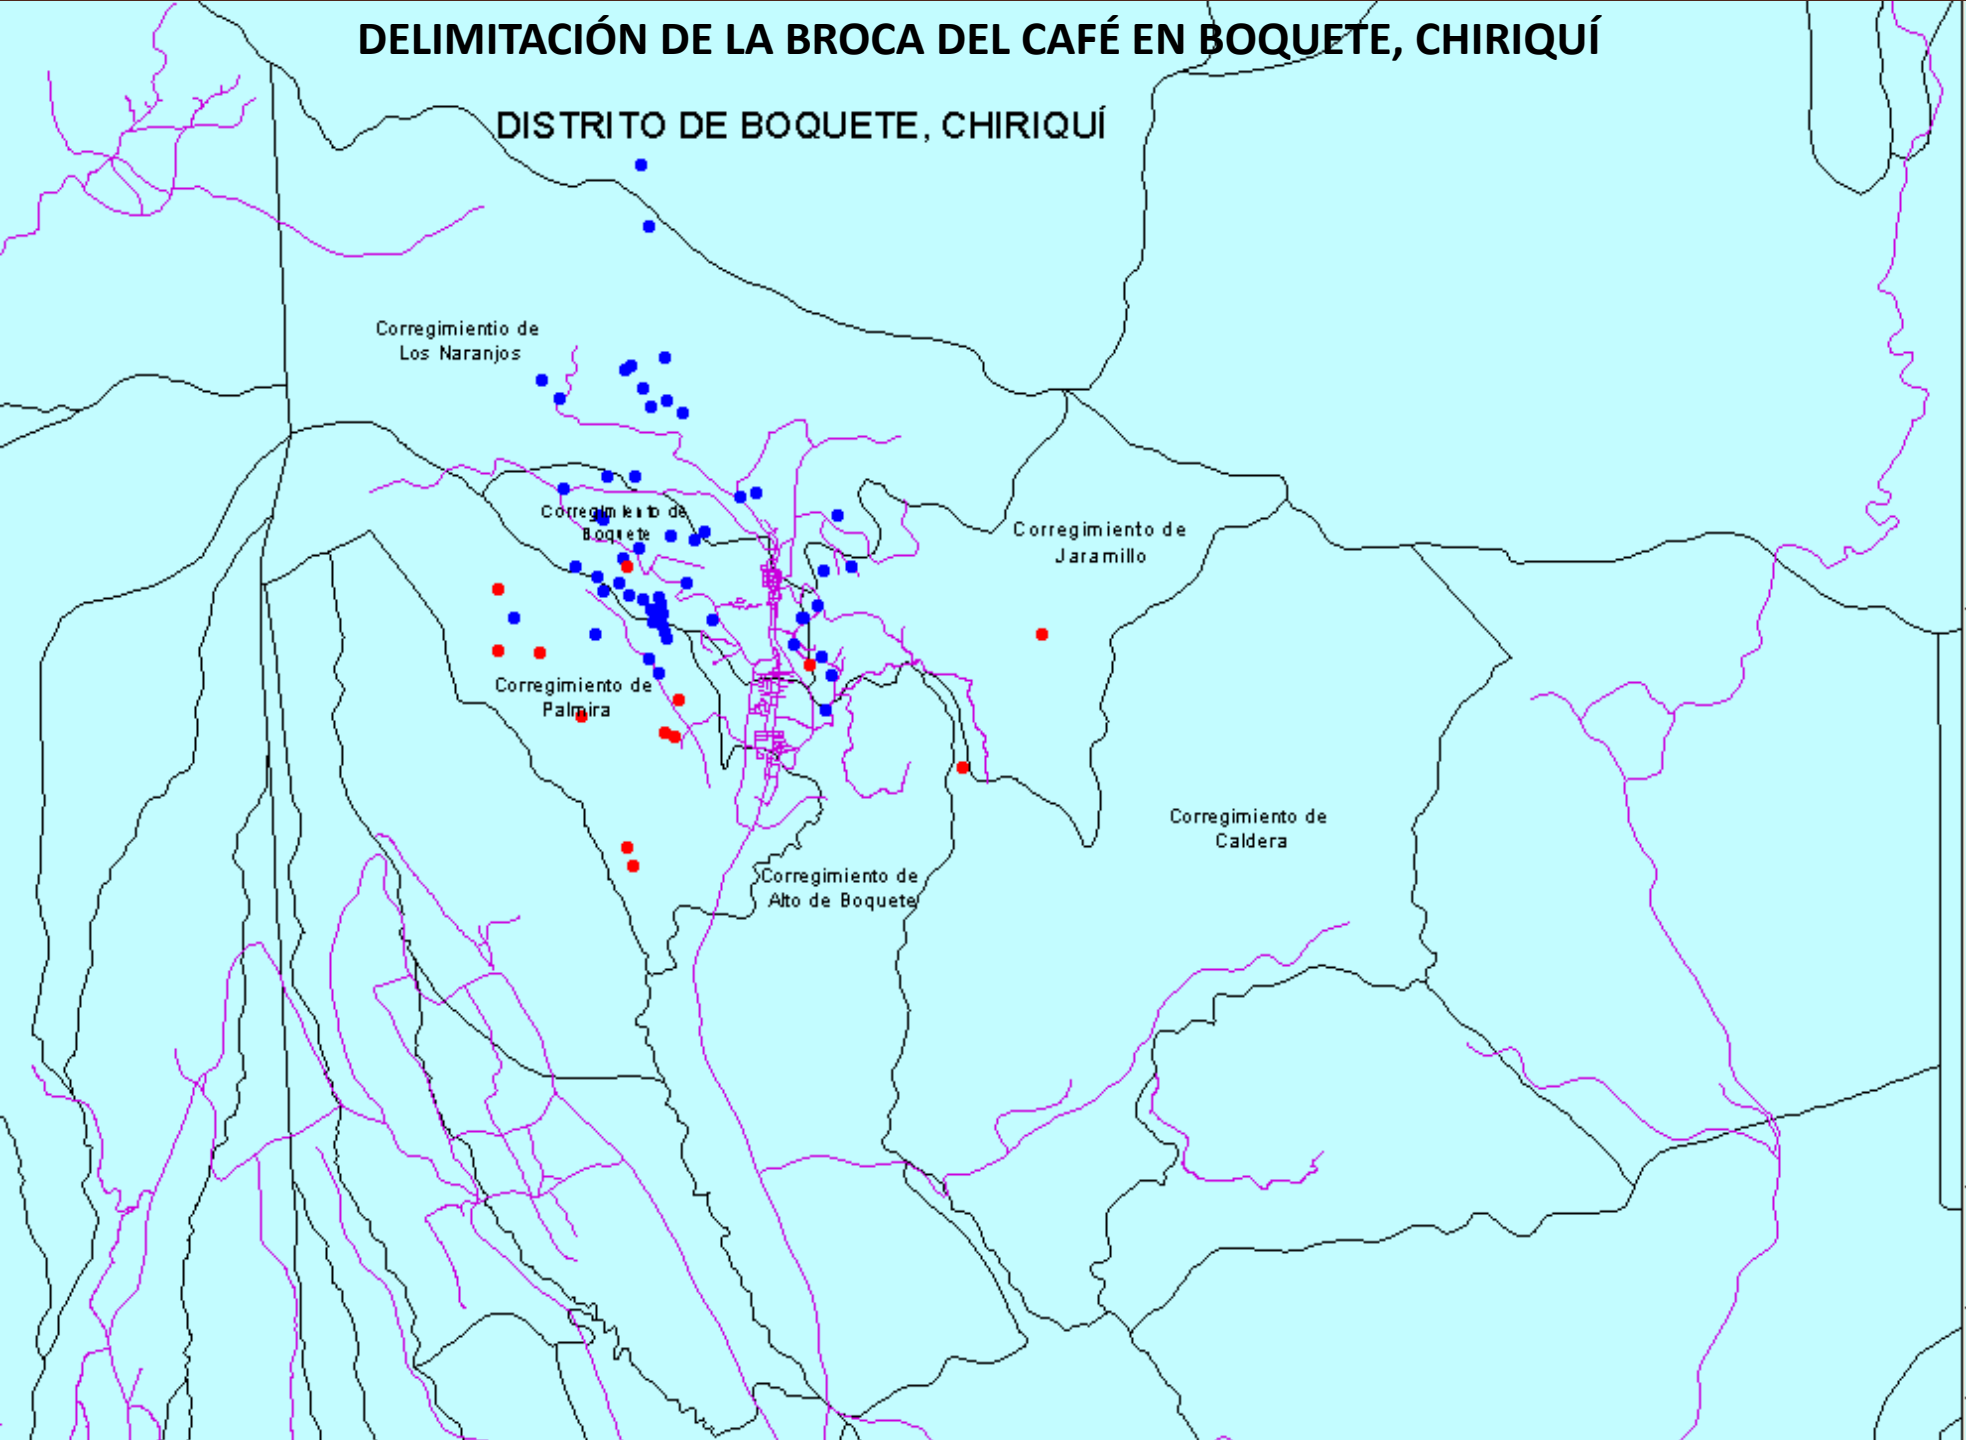 DELIMITACIÓN DE LA BROCA DEL CAFÉ EN BOQUETE, CHIRIQUÍ
DISTRITO DE BOQUETE, CHIRIQUÍ
Corregimientio de
Los Naranjos
Corregimiento de
Boquete
Corregimiento de
Jaramillo
Corregimiento de
Palmira
Corregimiento de
Caldera
Corregimiento de
Alto de Boquete